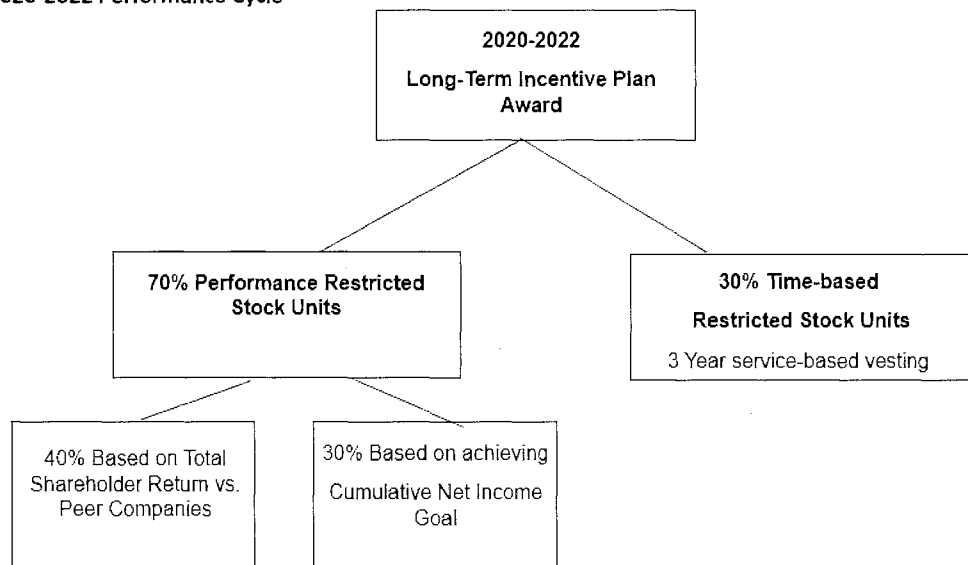 Performance Cycle
2020-2022
Long-Term Incentive Plan
Award
70% Performance Restricted
Stock Units
30% Time-based
Restricted Stock Units
3 Year service-based vesting
40% Based on Total
Shareholder Return vs.
Peer Companies
30% Based on achieving
Cumulative Net Income
Goal